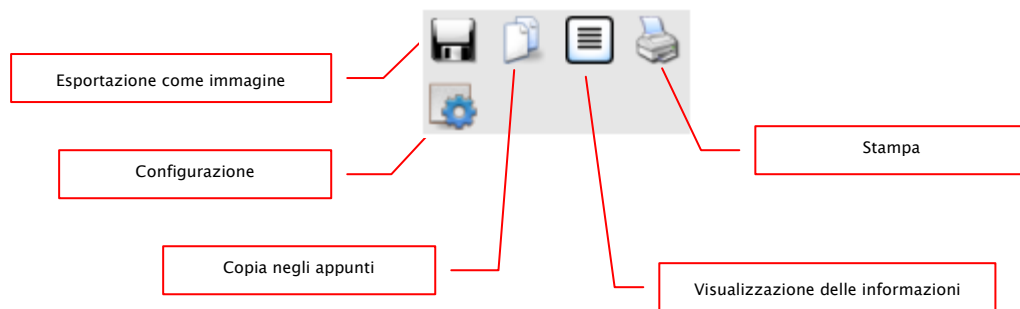 Esportazione come immagine
Stampa
Configurazione
Copia negli appunti
Visualizzazione delle informazioni